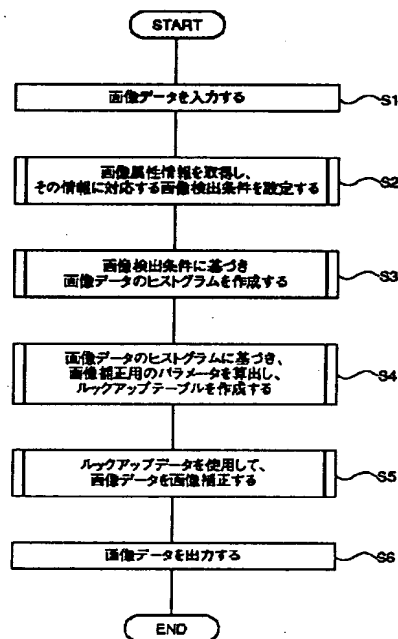 START
画像データを入力する
S1
画像属性情報を取得し、
その情報に対応する画像検出条件を設定する
S2
画像検出条件に基づき
画像データのヒストグラムを作成する
S3
画像データのヒストグラムに基づき、
画像補正用のパラメータを算出し、
ルックアップテーブルを作成する
S4
ルックアップデータを使用して、
画像データを画像補正する
S5
画像データを出力する
S6
END